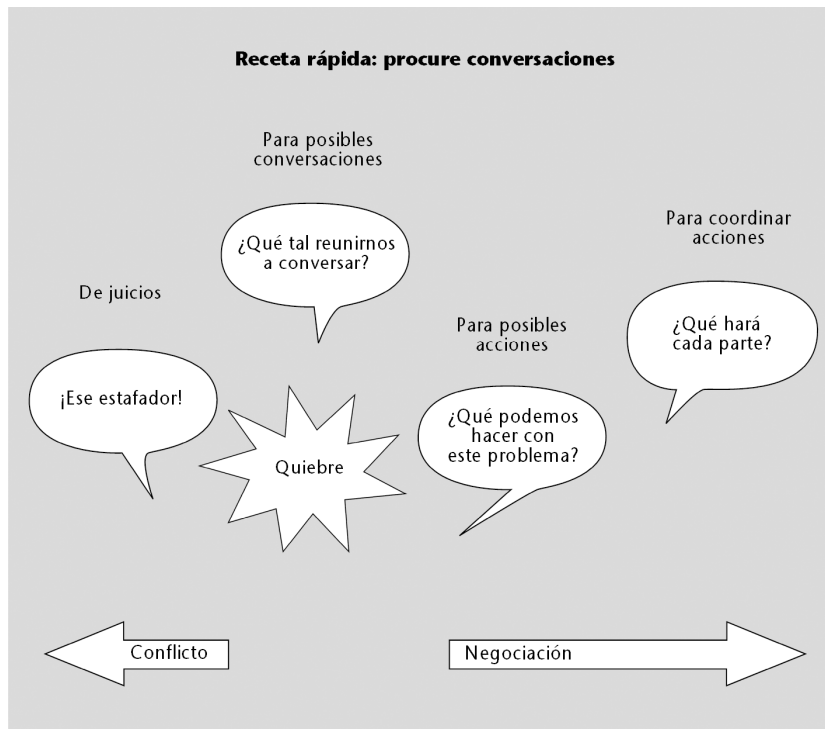 Receta rápida: procure conversaciones
Para posibles
conversaciones
¿Qué tal reunirnos
a conversar?
Para coordinar
acciones
¿Qué hará
cada parte?
De juicios
¡Ese estafador!
Para posibles
acciones
¿Qué podemos
hacer con
este problema?
Quiebre
Conflicto
Negociación